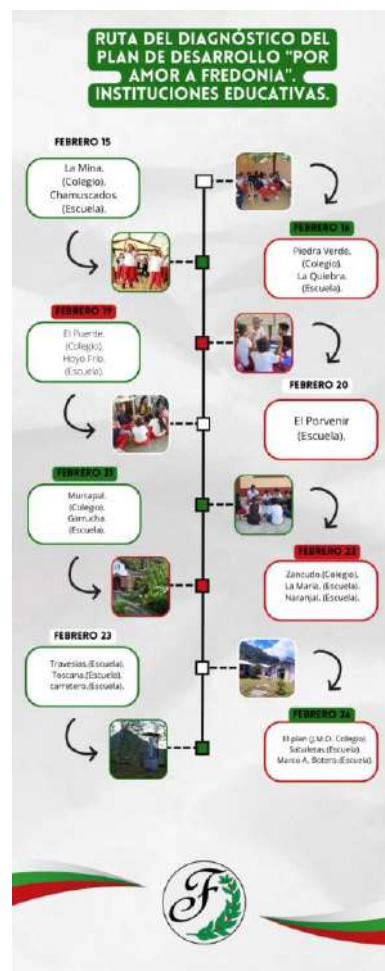 RUTA DEL DIAGNÓSTICO DEL
PLAN DE DESARROLLO "POR
AMOR A FREDONIA".
INSTITUCIONES EDUCATIVAS.
FEBRERO 15
La Mina.
(Colegio).
Chamuscados.
(Escuela).
FEBRERO 16
Piedra Verde.
(Colegio).
La Quiebra.
(Escuela).
FEBRERO 19
El Puente.
(Colegio).
Hoyo Frío.
(Escuela).
FEBRERO 20
El Porvenir
(Escuela).
FEBRERO 21
Murrapal.
(Colegio).
Garrucha.
(Escuela).
FEBRERO 22
Zancudo.(Colegio).
La María. (Escuela).
Naranjal. (Escuela).
FEBRERO 23
Travesías.(Escuela).
Toscana.(Escuela).
carretero.(Escuela).
FEBRERO 26
El plan (J.M.O. Colegio).
Sabaletas.(Escuela).
Marco A. Botero.(Escuela).
F